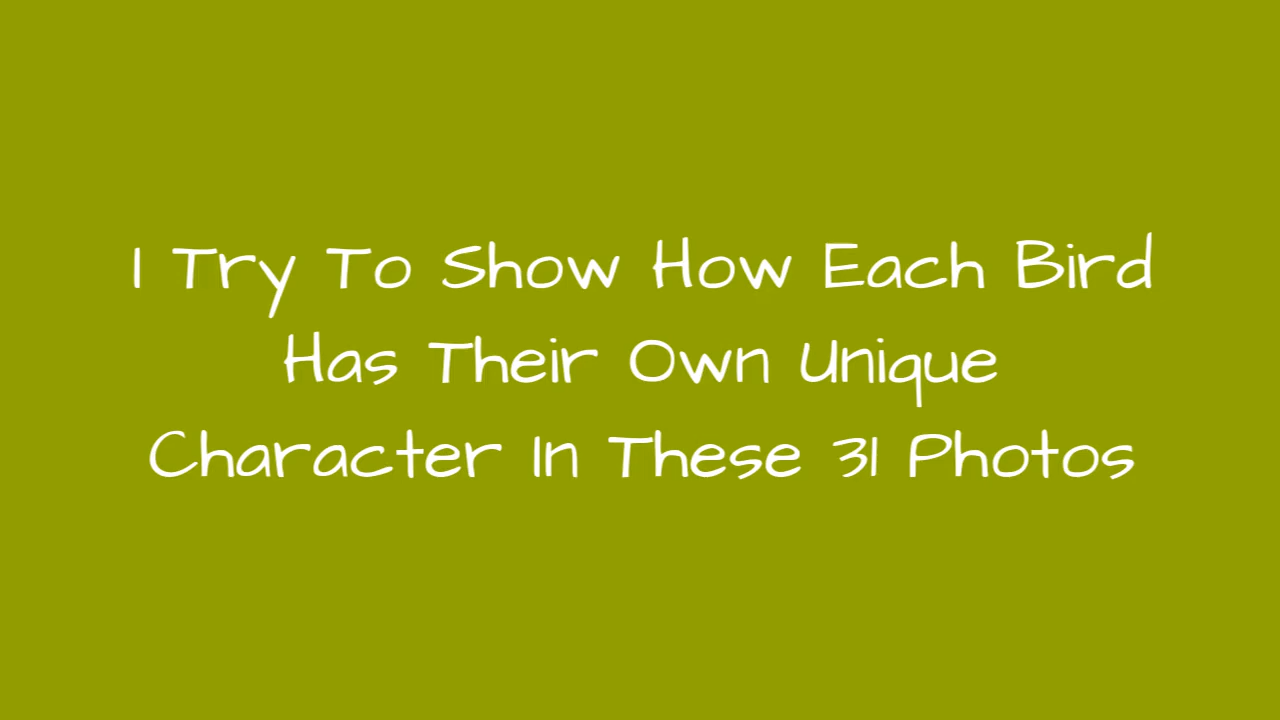 I Try To Show How Each Bird
Has Their Own Unique
Character In These 31 Photos